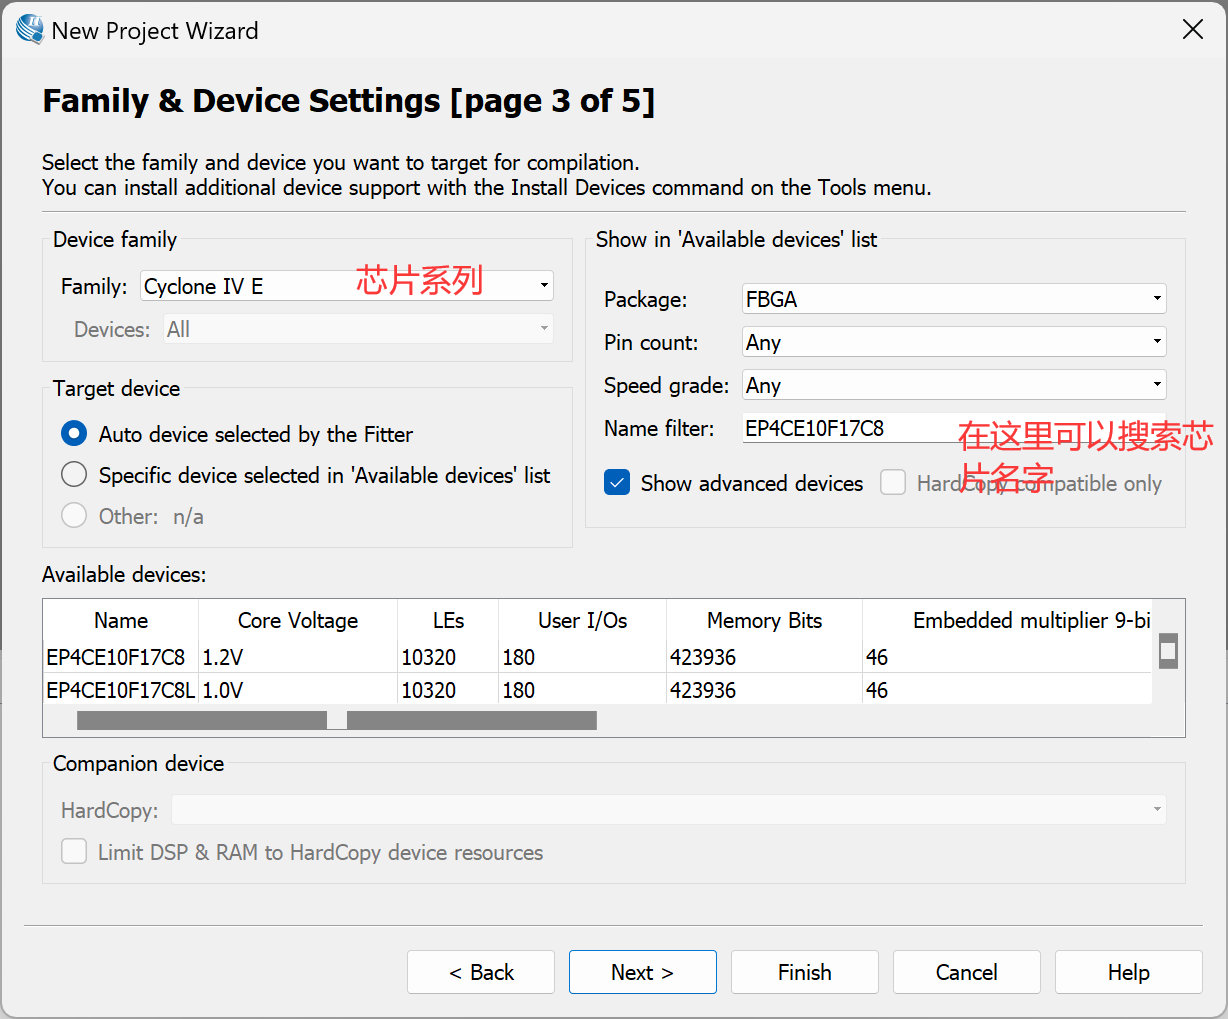 New Project Wizard
Family & Device Settings [page 3 of 5]
Select the family and device you want to target for compilation.
You can install additional device support with the Install Devices command on the Tools menu.
Device family
Family: Cyclone IV E
芯片系列
Devices: All
Show in 'Available devices' list
Package: FBGA
Pin count: Any
Speed grade: Any
Name filter: EP4CE10F17C8
在这里可以搜索芯
片名字
Show advanced devices
HardCopy compatible only
Target device
Auto device selected by the Fitter
Specific device selected in 'Available devices' list
Other: n/a
Available devices:
Name Core Voltage LEs User I/Os Memory Bits Embedded multiplier 9-bi
EP4CE10F17C8 1.2V 10320 180 423936 46
EP4CE10F17C8L 1.0V 10320 180 423936 46
Companion device
HardCopy:
Limit DSP & RAM to HardCopy device resources
< Back Next > Finish Cancel Help